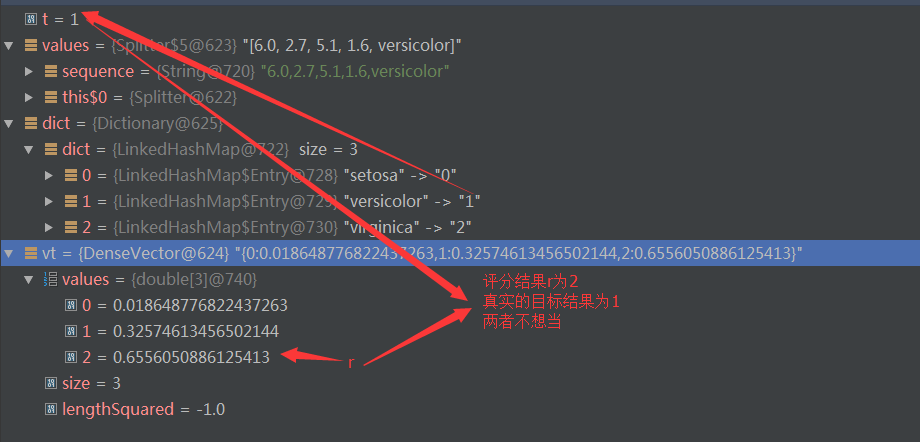 t = 1
values = {Splitter$5@623} "[6.0, 2.7, 5.1, 1.6, versicolor]"
sequence = {String@720} "6.0,2.7,5.1,1.6,versicolor"
this$0 = {Splitter@622}
dict = {Dictionary@625}
dict = {LinkedHashMap@722} size = 3
0 = {LinkedHashMap$Entry@728} "setosa" -> "0"
1 = {LinkedHashMap$Entry@729} "versicolor" -> "1"
2 = {LinkedHashMap$Entry@730} "virginica" -> "2"
vt = {DenseVector@624} "{0:0.018648776822437263,1:0.32574613456502144,2:0.6556050886125413}"
values = {double[3]@740}
0 = 0.018648776822437263
1 = 0.32574613456502144
2 = 0.6556050886125413
size = 3
lengthSquared = -1.0
评分结果r为2
真实的目标结果为1
两者不想当
r